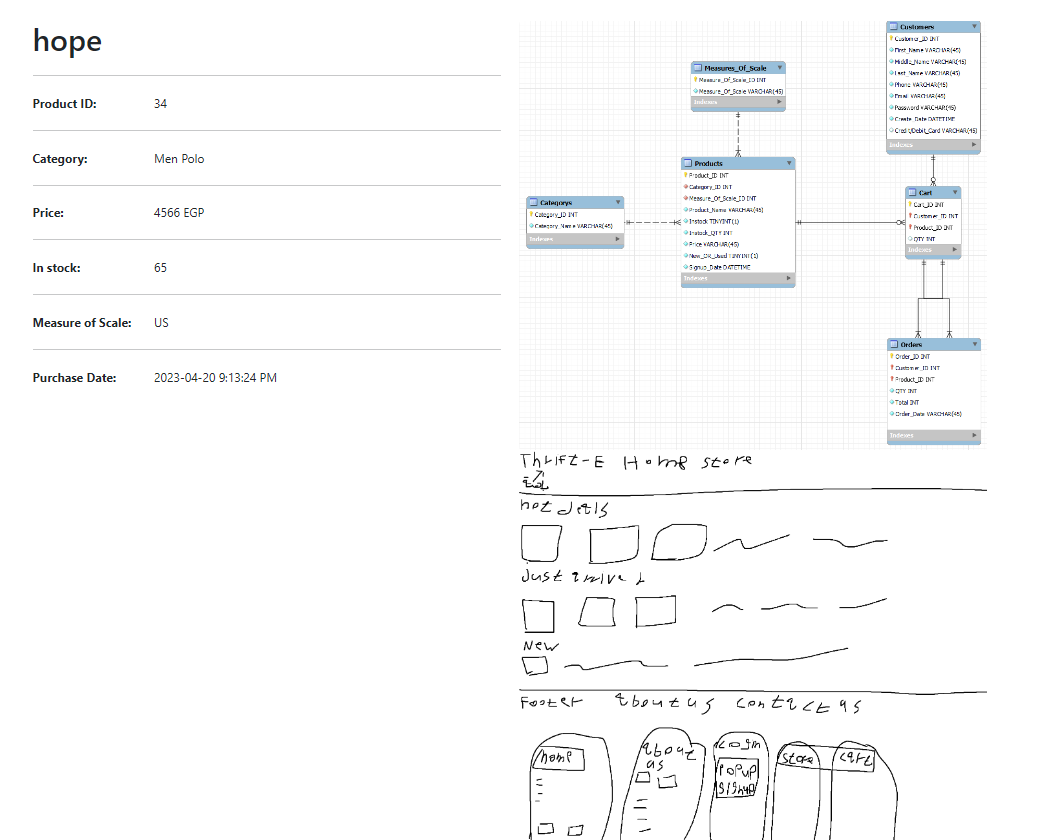 hope
Product ID: 34
Category: Men Polo
Price: 4566 EGP
In stock: 65
Measure of Scale: US
Purchase Date: 2023-04-20 9:13:24 PM
Customers
Customer_ID INT
First_Name VARCHAR(45)
Middle_Name VARCHAR(45)
Last_Name VARCHAR(45)
Phone VARCHAR(45)
Email VARCHAR(45)
Password VARCHAR(45)
Create_Date DATETIME
Credit/Debit_Card VARCHAR(45)
Indexes
Measures_Of_Scale
Measure_Of_Scale_ID INT
Measure_Of_Scale VARCHAR(45)
Indexes
Products
Product_ID INT
Category_ID INT
Measure_Of_Scale_ID INT
Product_Name VARCHAR(45)
Instock TINYINT(1)
Instock_QTY INT
Price VARCHAR(45)
New_OR_Used TINYINT(1)
Signup_Date DATETIME
Indexes
Categorys
Category_ID INT
Category_Name VARCHAR(45)
Indexes
Cart
Cart_ID INT
Customer_ID INT
Product_ID INT
QTY INT
Indexes
Orders
Order_ID INT
Customer_ID INT
Product_ID INT
QTY INT
Total INT
Order_Date VARCHAR(45)
Indexes
Thrift-E Home store
hot deals
Just
New
Footer about us contact us
home
about us
Login
PoPuP
SignuP
store
cart